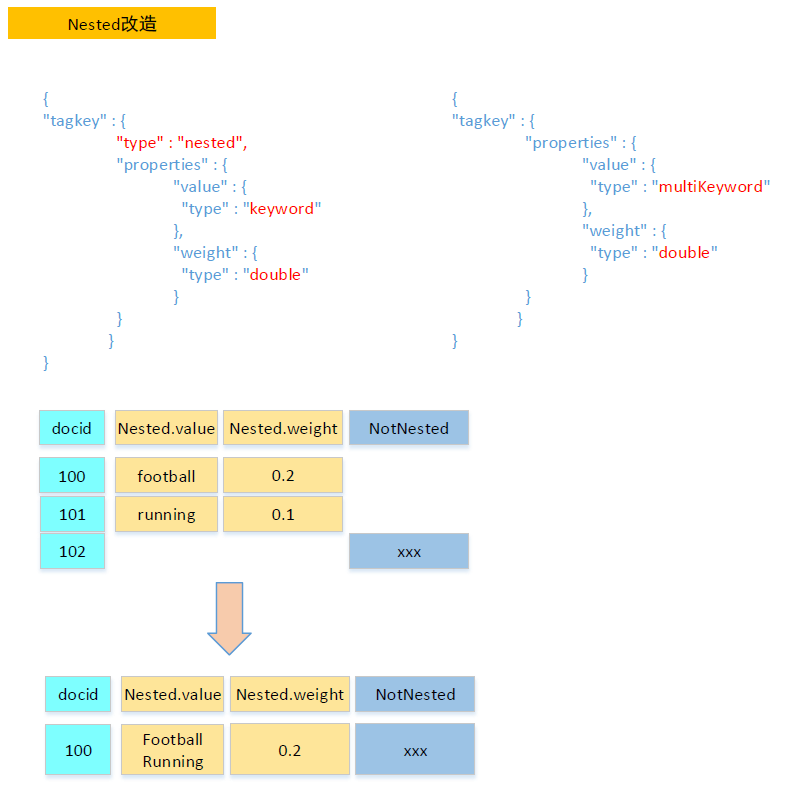 Nested改造
{
"tagkey" : {
"type" : "nested",
"properties" : {
"value" : {
"type" : "keyword"
},
"weight" : {
"type" : "double"
}
}
}
}
{
"tagkey" : {
"properties" : {
"value" : {
"type" : "multiKeyword"
},
"weight" : {
"type" : "double"
}
}
}
}
docid Nested.value Nested.weight NotNested
100 football 0.2
101 running 0.1
102 xxx
docid Nested.value Nested.weight NotNested
100 Football Running 0.2 xxx